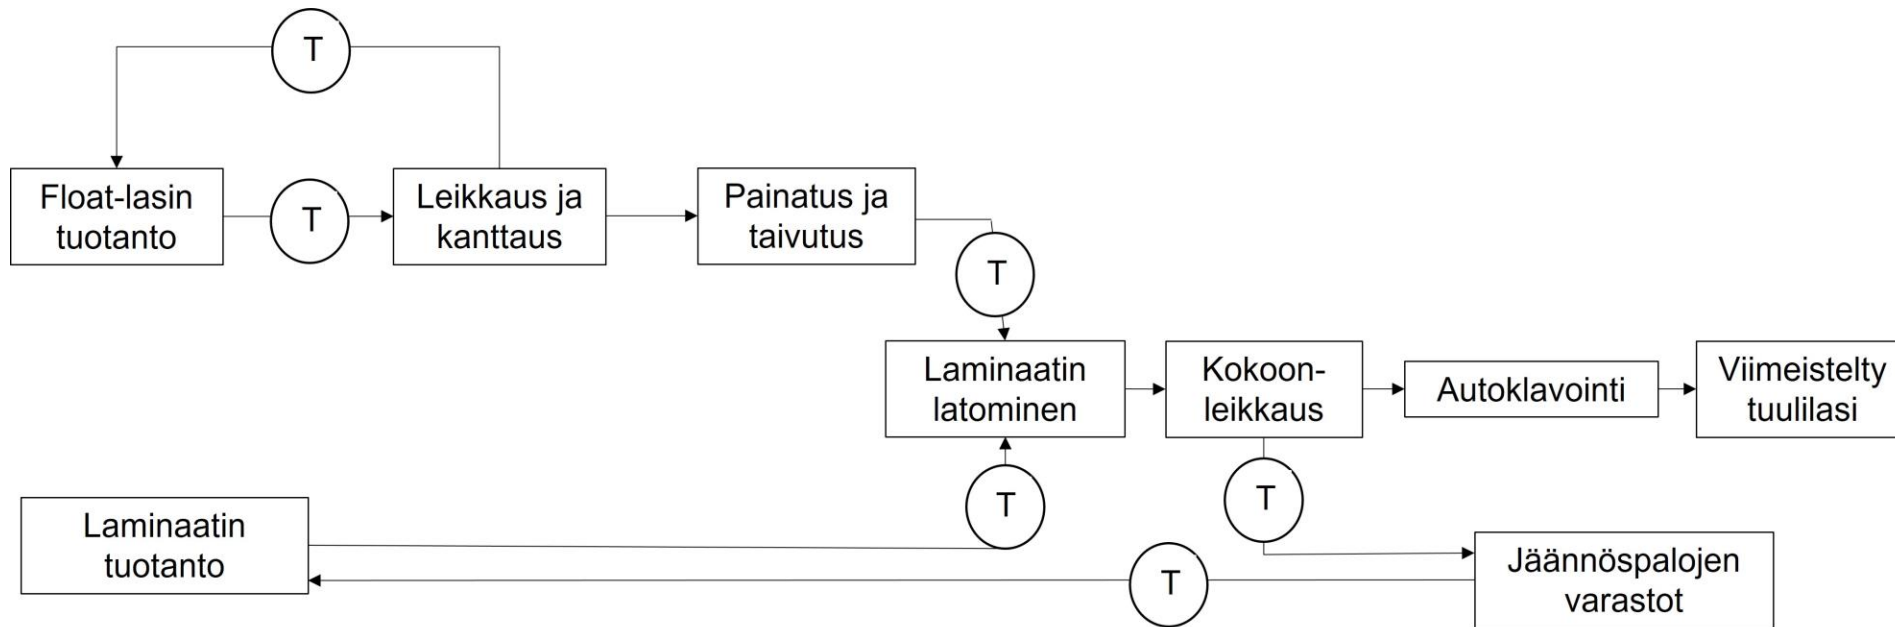 T
Float-lasin
tuotanto
T
Leikkaus ja
kanttaus
Painatus ja
taivutus
T
Laminaatin
latominen
Kokoon-
leikkaus
Autoklavointi
Viimeistelty
tuulilasi
T
T
Laminaatin
tuotanto
T
Jäännöspalojen
varastot